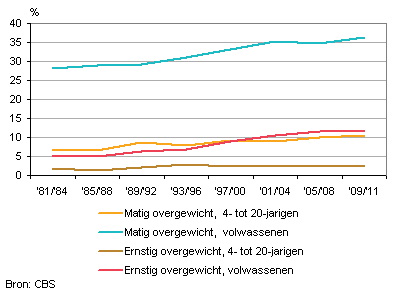 %
40
35
30
25
20
15
10
5
0
'81/'84 '85/'88 '89/'92 '93/'96 '97/'00 '01/'04 '05/'08 '09/'11
Matig overgewicht, 4- tot 20-jarigen
Matig overgewicht, volwassenen
Ernstig overgewicht, 4- tot 20-jarigen
Ernstig overgewicht, volwassenen
Bron: CBS